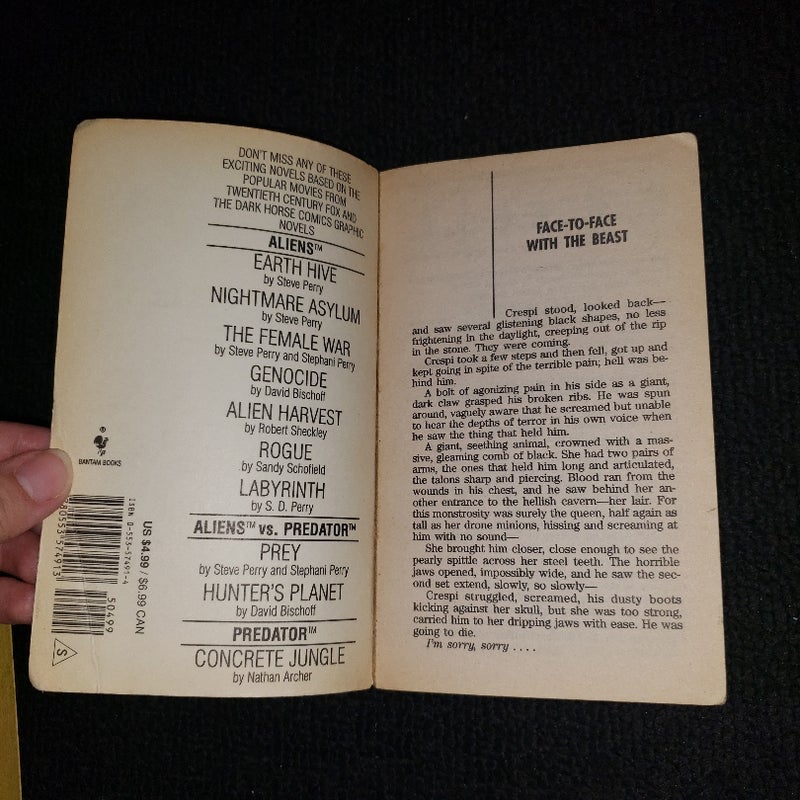 DON'T MISS ANY OF THESE
EXCITING NOVELS BASED ON THE
POPULAR MOVIES FROM
TWENTIETH CENTURY FOX AND
THE DARK HORSE COMICS GRAPHIC
NOVELS
ALIENS™
EARTH HIVE
by Steve Perry
NIGHTMARE ASYLUM
by Steve Perry
THE FEMALE WAR
by Steve Perry and Stephani Perry
GENOCIDE
by David Bischoff
ALIEN HARVEST
by Robert Sheckley
ROGUE
by Sandy Schofield
LABYRINTH
by S. D. Perry
ALIENS™ vs. PREDATOR™
PREY
by Steve Perry and Stephani Perry
HUNTER'S PLANET
by David Bischoff
PREDATOR™
CONCRETE JUNGLE
by Nathan Archer
BANTAM BOOKS
ISBN 0-553-57491-4
US $4.99 / $6.99 CAN
50499
S
FACE-TO-FACE
WITH THE BEAST
Crespi stood, looked back—
and saw several glistening black shapes, no less
frightening in the daylight, creeping out of the rip
in the stone. They were coming.
Crespi took a few steps and then fell, got up and
kept going in spite of the terrible pain; hell was be-
hind him.
A bolt of agonizing pain in his side as a giant,
dark claw grasped his broken ribs. He was spun
around, vaguely aware that he screamed but unable
to hear the depths of terror in his own voice when
he saw the thing that held him.
A giant, seething animal, crowned with a mas-
sive, gleaming comb of black. She had two pairs of
arms, the ones that held him long and articulated,
the talons sharp and piercing. Blood ran from the
wounds in his chest, and he saw behind her an-
other entrance to the hellish cavern—her lair. For
this monstrosity was surely the queen, half again as
tall as her drone minions, hissing and screaming at
him with no sound—
She brought him closer, close enough to see the
pearly spittle across her steel teeth. The horrible
jaws opened, impossibly wide, and he saw the sec-
ond set extend, slowly, so slowly—
Crespi struggled, screamed, his dusty boots
kicking against her skull, but she was too strong,
carried him to her dripping jaws with ease. He was
going to die.
I'm sorry, sorry . . . .